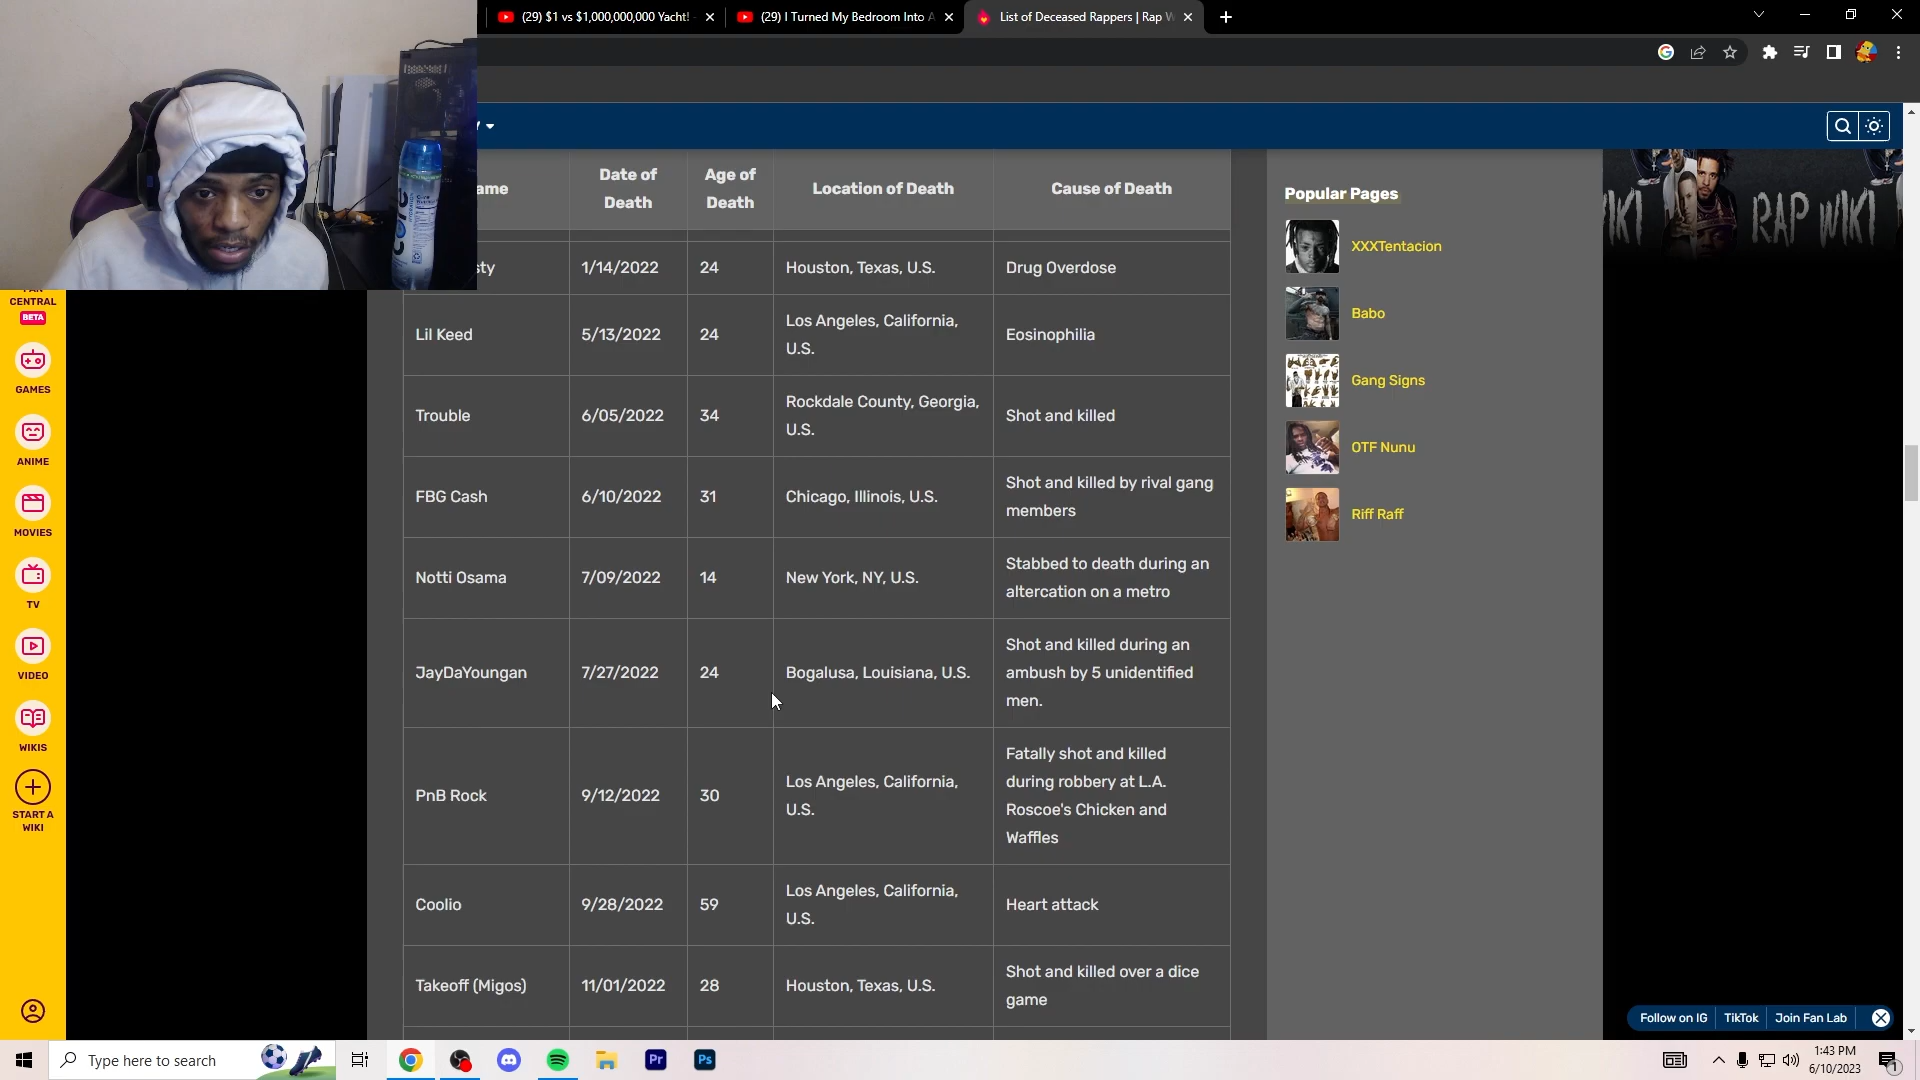 (29) $1 vs $1,000,000,000 Yacht! -
(29) I Turned My Bedroom Into A
List of Deceased Rappers | Rap W
FAN
CENTRAL
BETA
GAMES
ANIME
MOVIES
TV
VIDEO
WIKIS
START A
WIKI
ame
Date of
Death
Age of
Death
Location of Death
Cause of Death
sty
1/14/2022
24
Houston, Texas, U.S.
Drug Overdose
Lil Keed
5/13/2022
24
Los Angeles, California,
U.S.
Eosinophilia
Trouble
6/05/2022
34
Rockdale County, Georgia,
U.S.
Shot and killed
FBG Cash
6/10/2022
31
Chicago, Illinois, U.S.
Shot and killed by rival gang
members
Notti Osama
7/09/2022
14
New York, NY, U.S.
Stabbed to death during an
altercation on a metro
JayDaYoungan
7/27/2022
24
Bogalusa, Louisiana, U.S.
Shot and killed during an
ambush by 5 unidentified
men.
PnB Rock
9/12/2022
30
Los Angeles, California,
U.S.
Fatally shot and killed
during robbery at L.A.
Roscoe's Chicken and
Waffles
Coolio
9/28/2022
59
Los Angeles, California,
U.S.
Heart attack
Takeoff (Migos)
11/01/2022
28
Houston, Texas, U.S.
Shot and killed over a dice
game
Popular Pages
XXXTentacion
Babo
Gang Signs
OTF Nunu
Riff Raff
IKI
RAP WIKI
core
Follow on IG
TikTok
Join Fan Lab
Type here to search
Pr
Ps
1:43 PM
6/10/2023
1